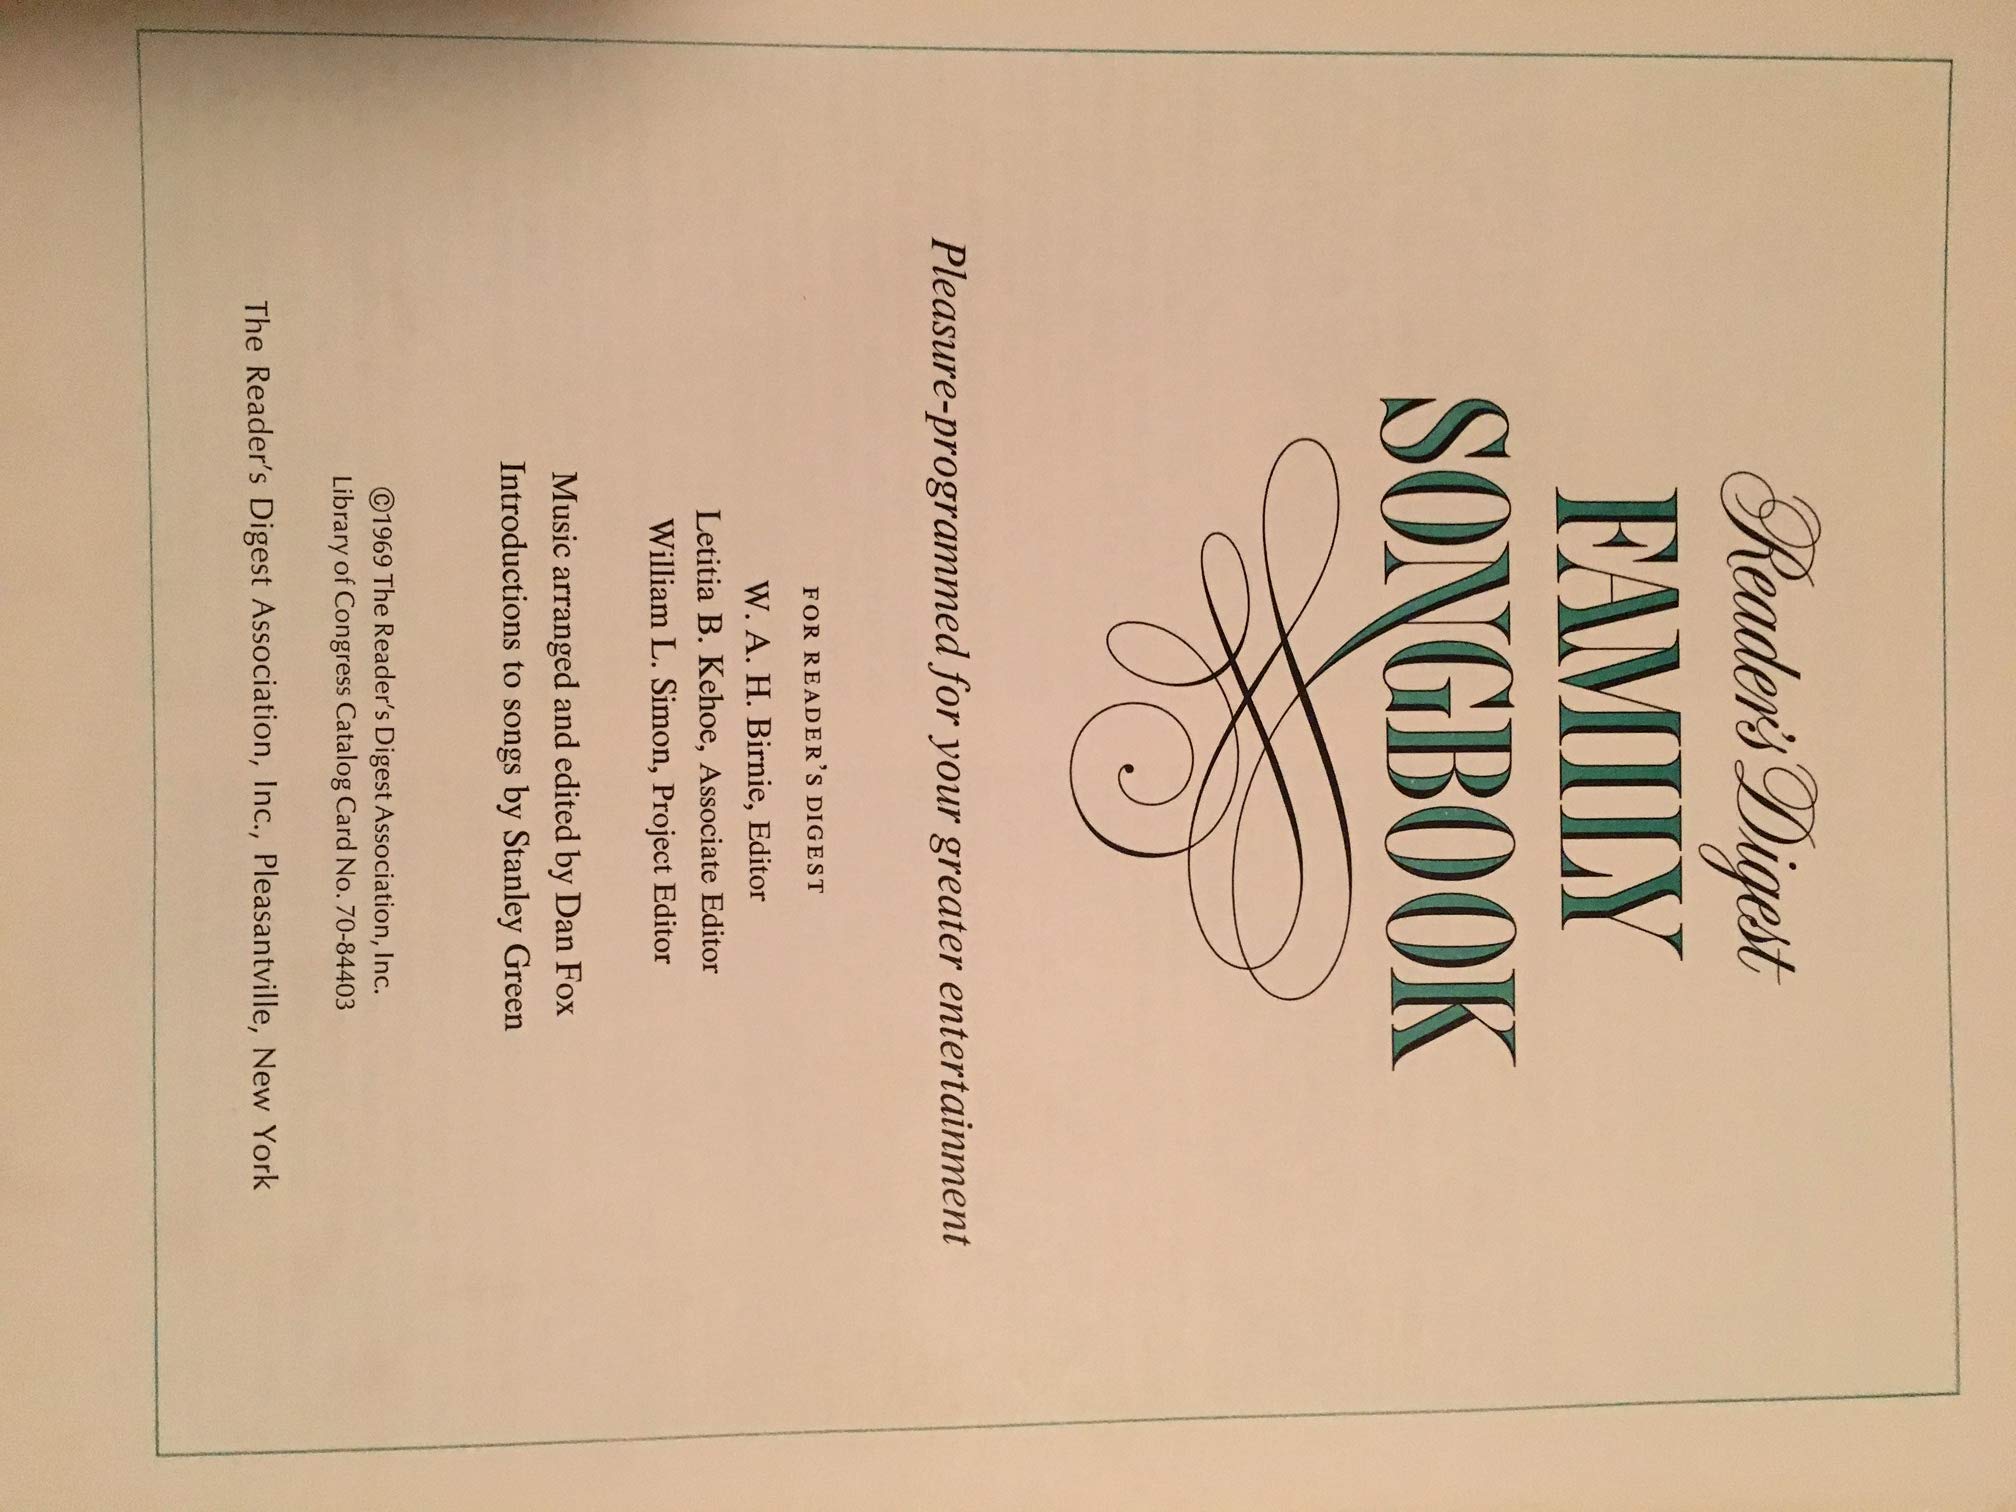 Reader's Digest
FAMILY
SONGBOOK
Pleasure-programmed for your greater entertainment
FOR READER'S DIGEST
W. A. H. Birnie, Editor
Letitia B. Kehoe, Associate Editor
William L. Simon, Project Editor
Music arranged and edited by Dan Fox
Introductions to songs by Stanley Green
©1969 The Reader's Digest Association, Inc.
Library of Congress Catalog Card No. 70-84403
The Reader's Digest Association, Inc., Pleasantville, New York